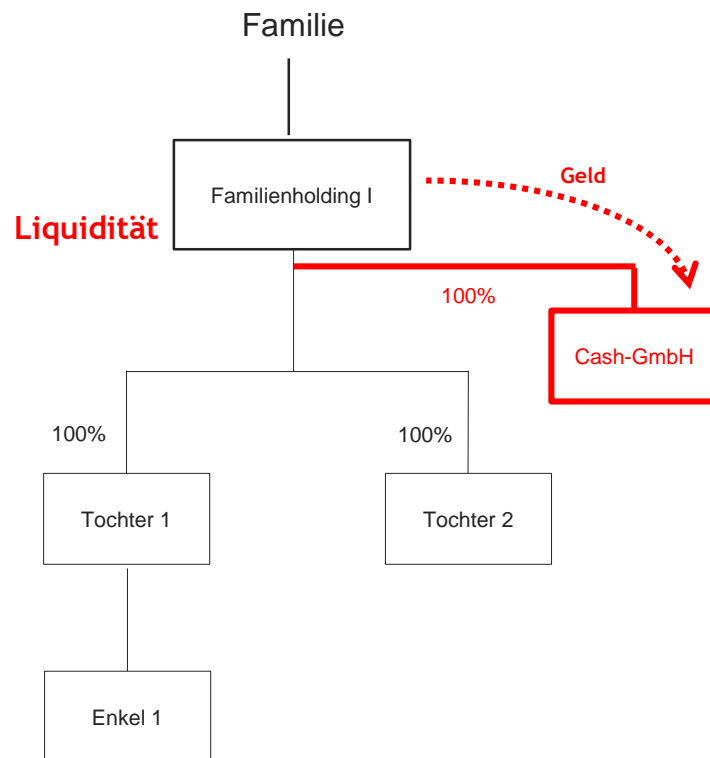 Familie
Familienholding I
Geld
Liquidität
100%
Cash-GmbH
100%
100%
Tochter 1
Tochter 2
Enkel 1